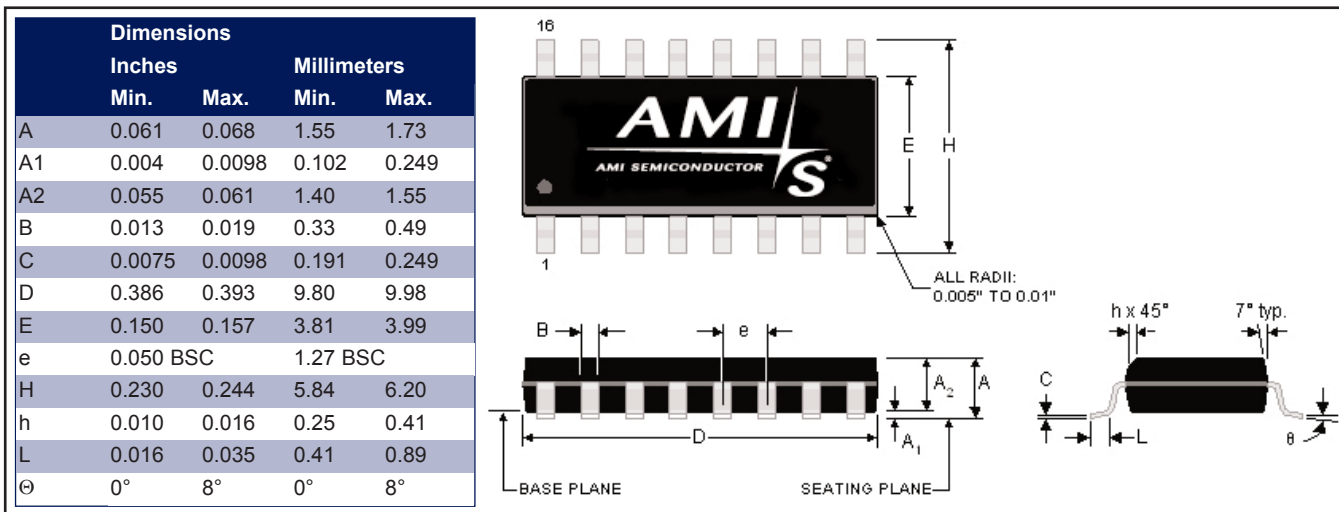 Dimensions
Inches Millimeters
Min. Max. Min. Max.
A 0.061 0.068 1.55 1.73
A1 0.004 0.0098 0.102 0.249
A2 0.055 0.061 1.40 1.55
B 0.013 0.019 0.33 0.49
C 0.0075 0.0098 0.191 0.249
D 0.386 0.393 9.80 9.98
E 0.150 0.157 3.81 3.99
e 0.050 BSC 1.27 BSC
H 0.230 0.244 5.84 6.20
h 0.010 0.016 0.25 0.41
L 0.016 0.035 0.41 0.89
Θ 0° 8° 0° 8°
16
AMI
AMI SEMICONDUCTOR
S®
E H
1
ALL RADII:
0.005" TO 0.01"
B e
A2 A
A1
D
BASE PLANE SEATING PLANE
h x 45° 7° typ.
C
L
θ